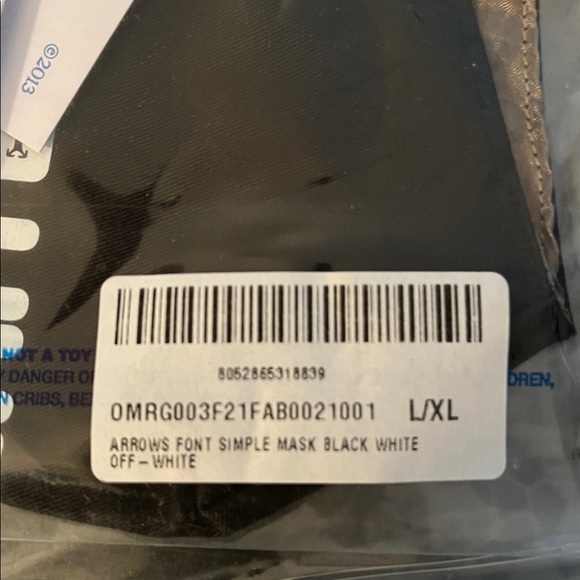 ©2013
NOT A TOY
DANGER O
DREN,
CRIBS, BE
8052865318839
OMRG003F21FAB0021001 L/XL
ARROWS FONT SIMPLE MASK BLACK WHITE
OFF-WHITE